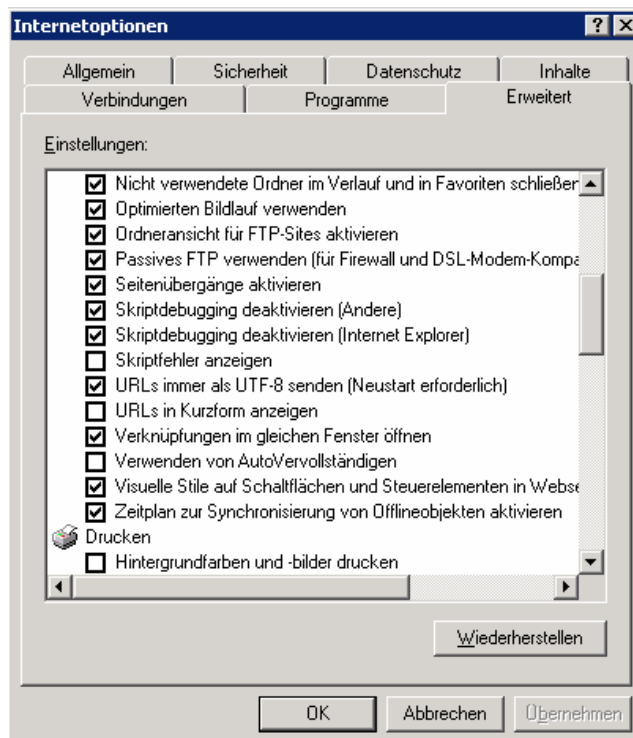 Internetoptionen
Allgemein Sicherheit Datenschutz Inhalte
Verbindungen Programme Erweitert
Einstellungen:
Nicht verwendete Ordner im Verlauf und in Favoriten schließen
Optimierten Bildlauf verwenden
Ordneransicht für FTP-Sites aktivieren
Passives FTP verwenden (für Firewall und DSL-Modem-Kompa
Seitenübergänge aktivieren
Skriptdebugging deaktivieren (Andere)
Skriptdebugging deaktivieren (Internet Explorer)
Skriptfehler anzeigen
URLs immer als UTF-8 senden (Neustart erforderlich)
URLs in Kurzform anzeigen
Verknüpfungen im gleichen Fenster öffnen
Verwenden von AutoVervollständigen
Visuelle Stile auf Schaltflächen und Steuerelementen in Webse
Zeitplan zur Synchronisierung von Offlineobjekten aktivieren
Drucken
Hintergrundfarben und -bilder drucken
Wiederherstellen
OK Abbrechen Übernehmen